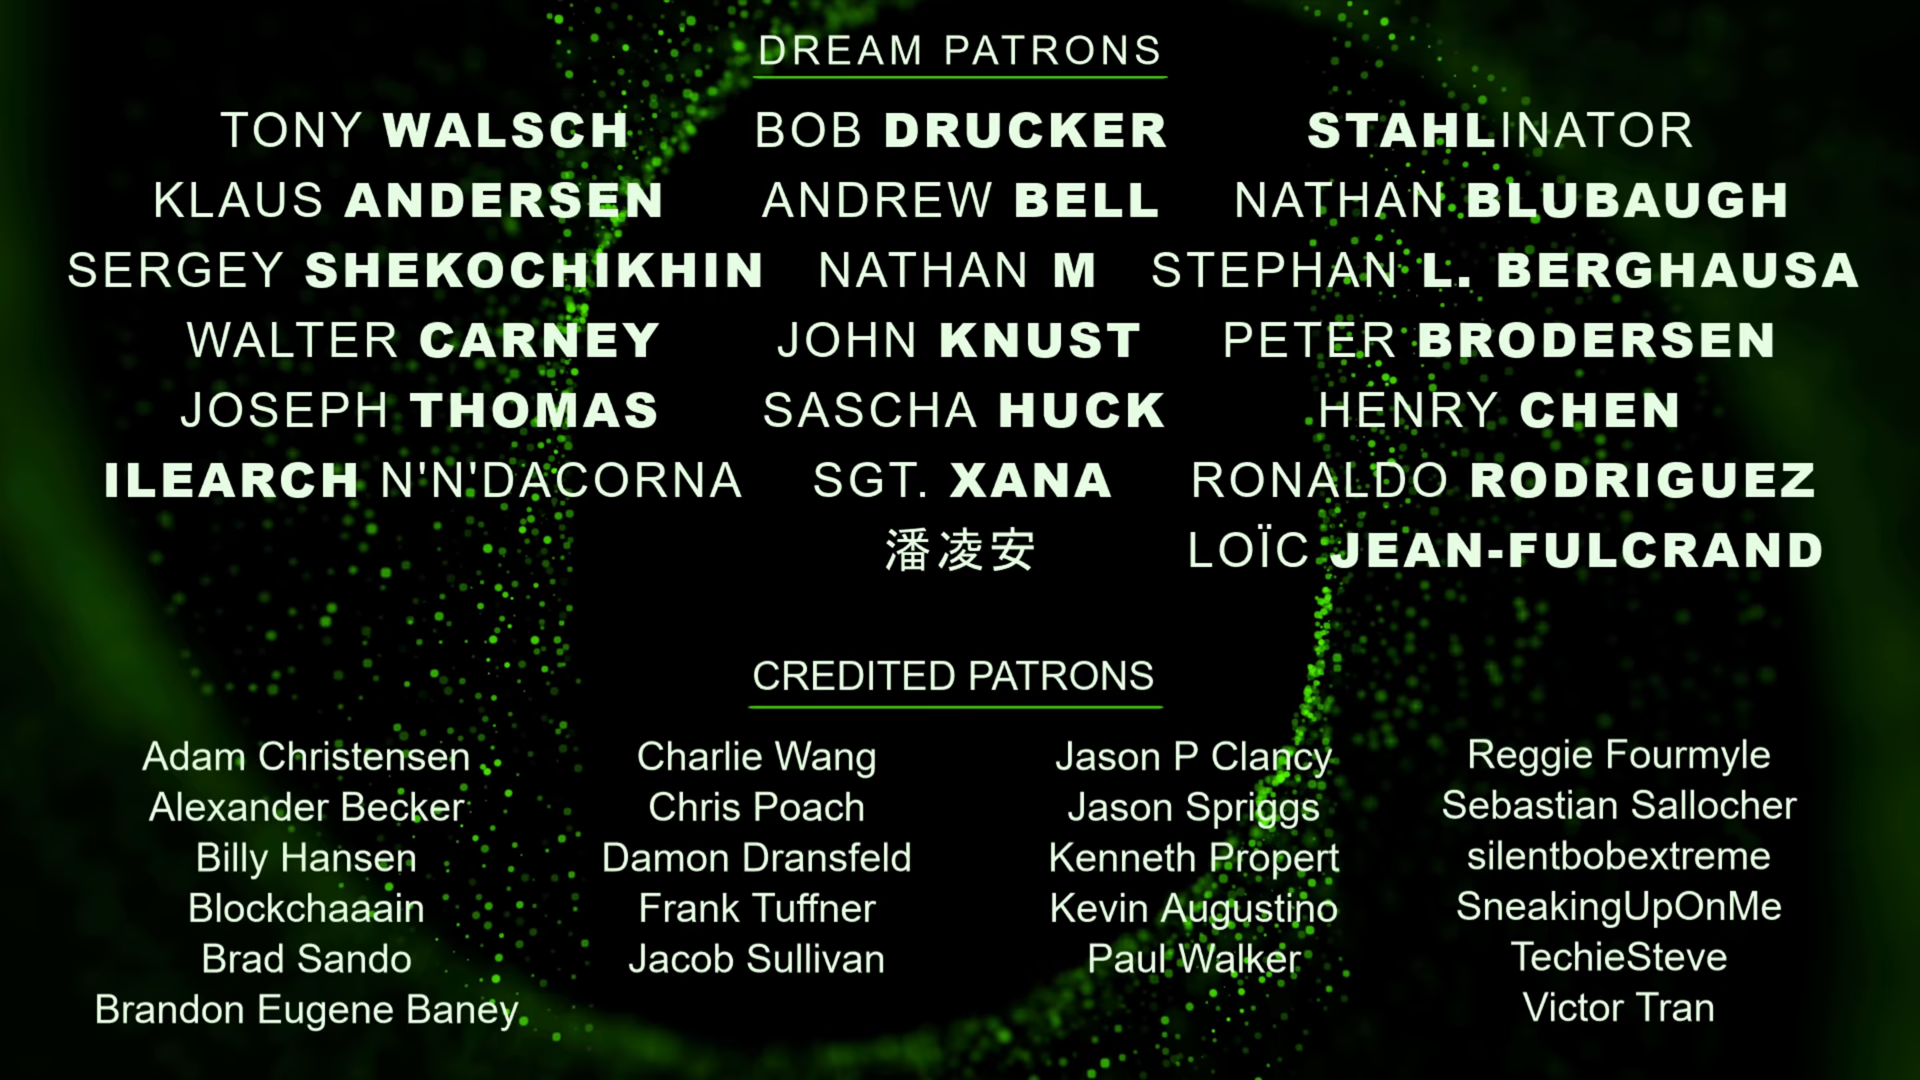 DREAM PATRONS
TONY WALSCH
BOB DRUCKER
STAHLINATOR
KLAUS ANDERSEN
ANDREW BELL
NATHAN BLUBAUGH
SERGEY SHEKOCHIKHIN
NATHAN M
STEPHAN L. BERGHAUSA
WALTER CARNEY
JOHN KNUST
PETER BRODERSEN
JOSEPH THOMAS
SASCHA HUCK
HENRY CHEN
ILEARCH N'N'DACORNA
SGT. XANA
RONALDO RODRIGUEZ
潘凌安
LOÏC JEAN-FULCRAND
CREDITED PATRONS
Adam Christensen
Alexander Becker
Billy Hansen
Blockchaaain
Brad Sando
Brandon Eugene Baney
Charlie Wang
Chris Poach
Damon Dransfeld
Frank Tuffner
Jacob Sullivan
Jason P Clancy
Jason Spriggs
Kenneth Propert
Kevin Augustino
Paul Walker
Reggie Fourmyle
Sebastian Sallocher
silentbobextreme
SneakingUpOnMe
TechieSteve
Victor Tran